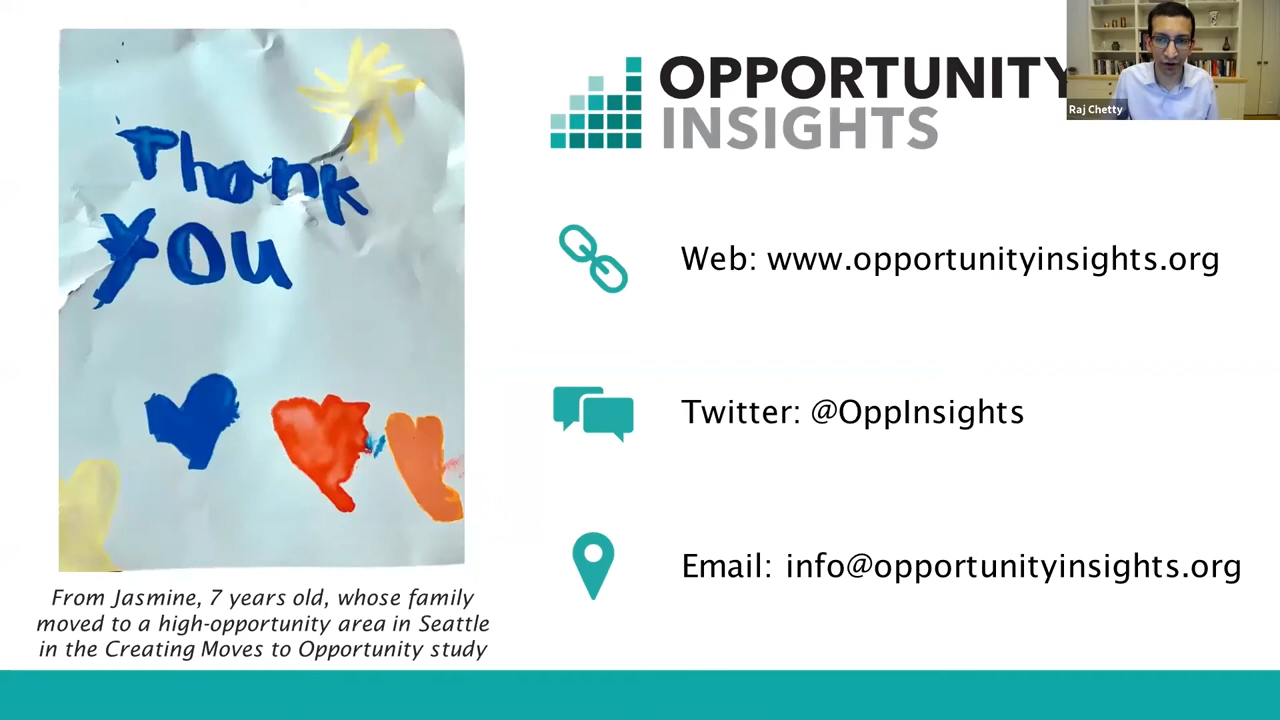 Thank
You
From Jasmine, 7 years old, whose family
moved to a high-opportunity area in Seattle
in the Creating Moves to Opportunity study
OPPORTUNITY
INSIGHTS
Raj Chetty
Web: www.opportunityinsights.org
Twitter: @OppInsights
Email: info@opportunityinsights.org